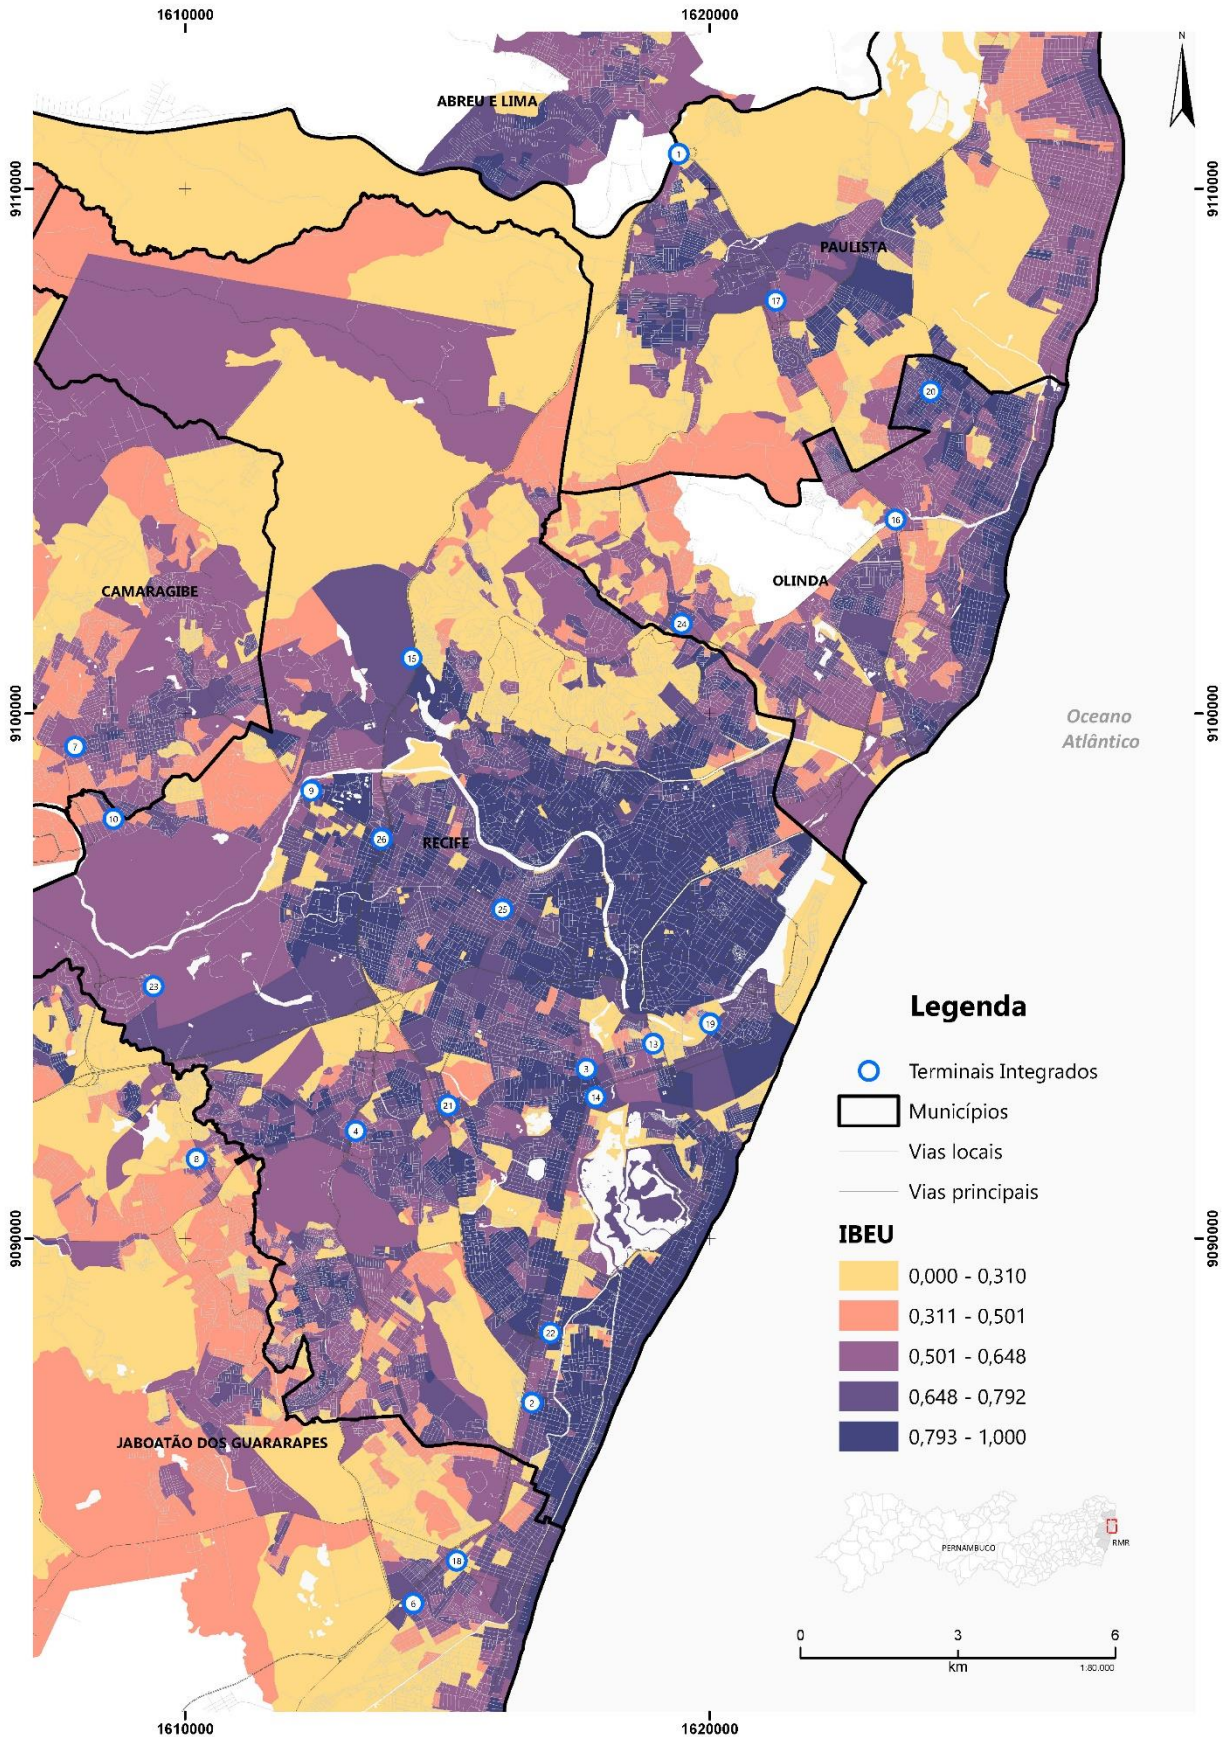 1610000
1620000
N
ABREU E LIMA
1
9110000
9110000
PAULISTA
17
20
16
CAMARAGIBE
OLINDA
24
15
9100000
9100000
Oceano
Atlântico
7
9
10
26
RECIFE
25
23
19
13
3
14
21
4
8
9090000
9090000
22
2
JABOATÃO DOS GUARARAPES
18
6
Legenda
Terminais Integrados
Municípios
Vias locais
Vias principais
IBEU
0,000 - 0,310
0,311 - 0,501
0,501 - 0,648
0,648 - 0,792
0,793 - 1,000
PERNAMBUCO
RMR
0 3 6
km
1:80.000
1610000
1620000